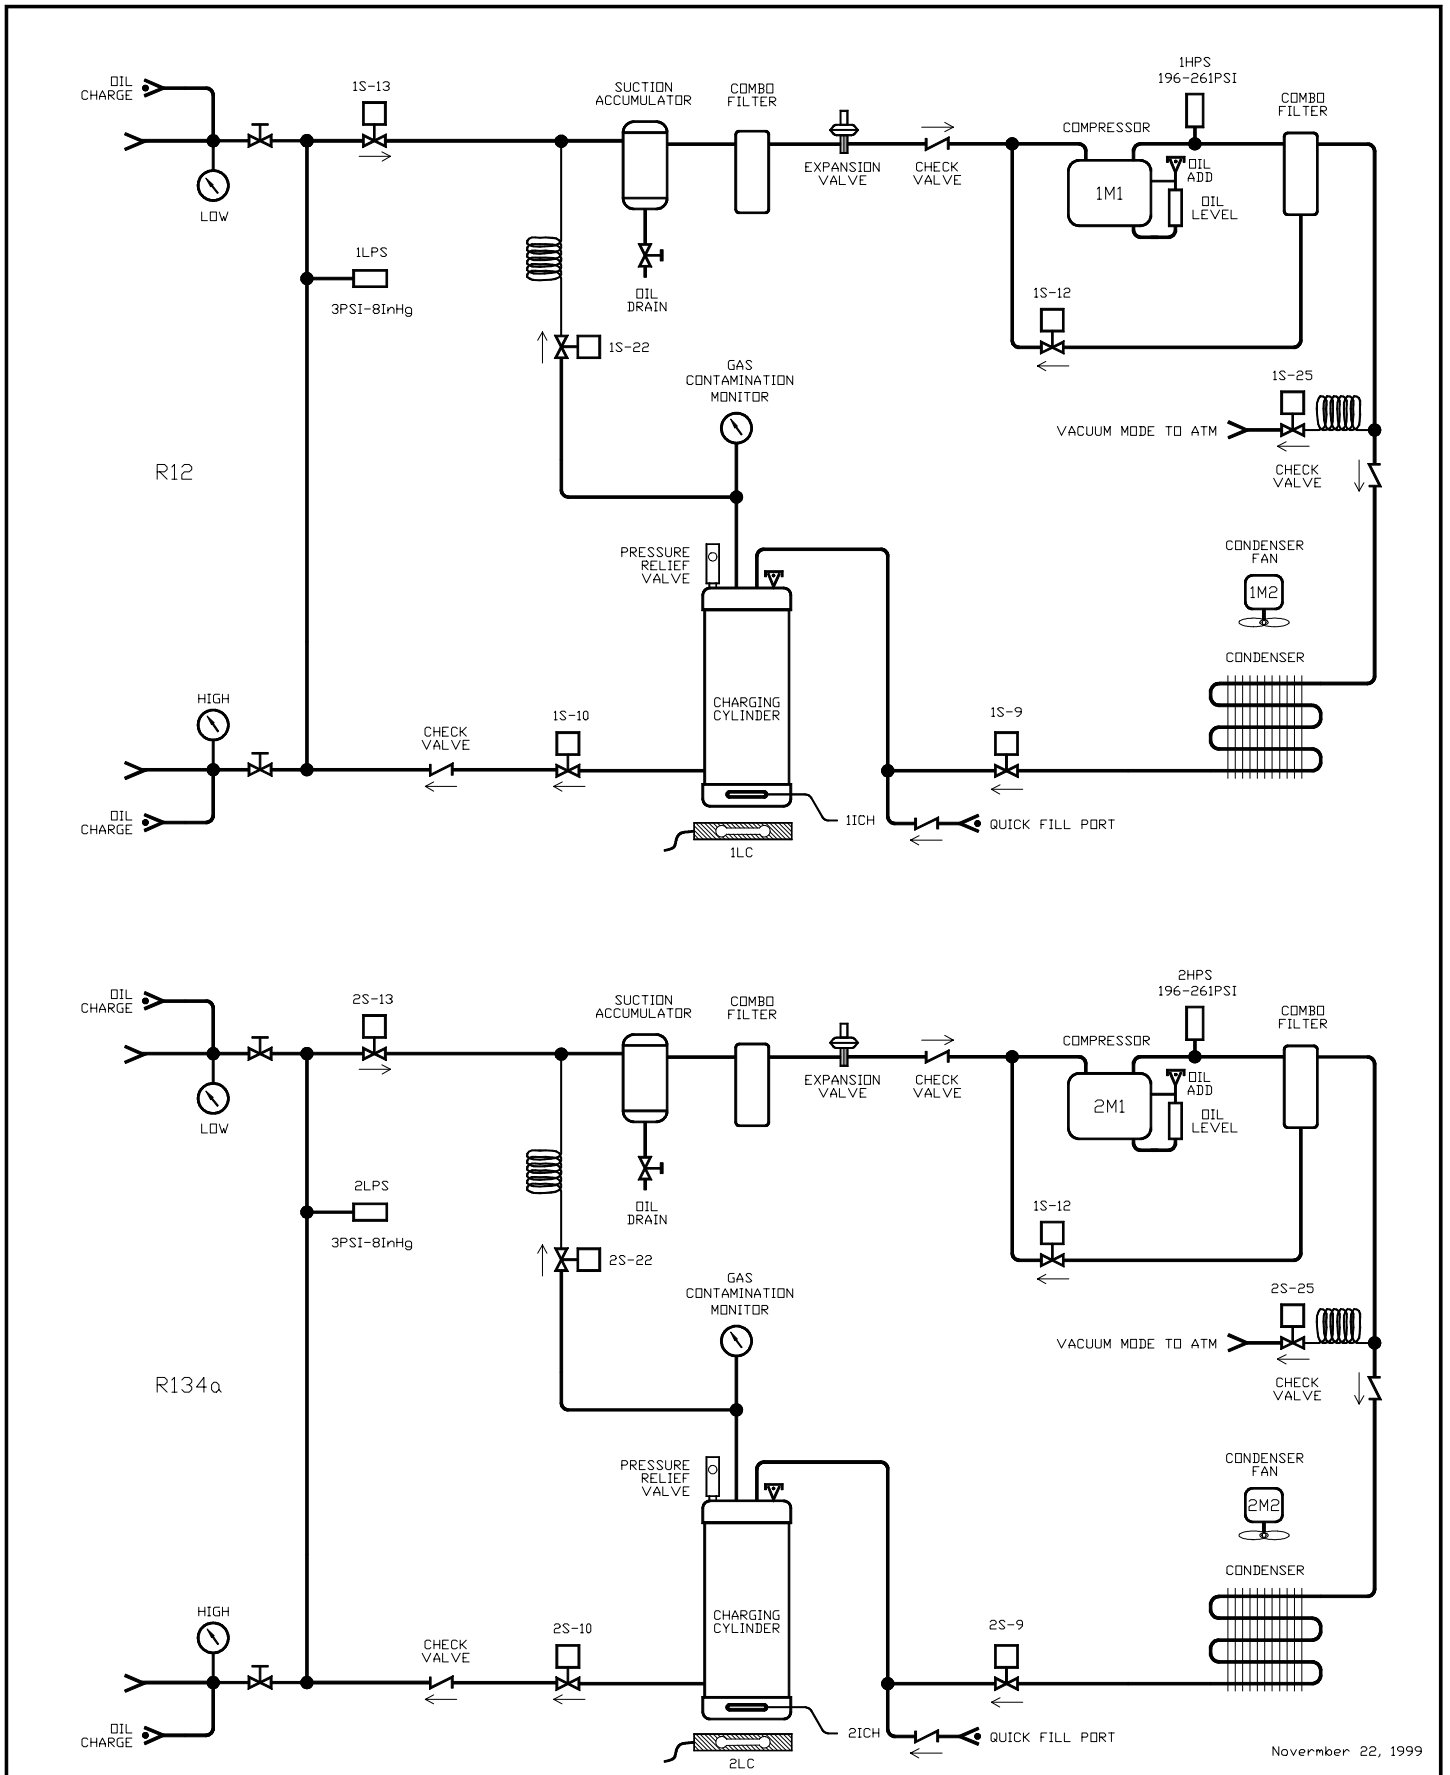 OIL
CHARGE
1S-13
SUCTION
ACCUMULATOR
COMBO
FILTER
EXPANSION
VALVE
CHECK
VALVE
COMPRESSOR
1HPS
196-261PSI
COMBO
FILTER
1M1
OIL
ADD
OIL
LEVEL
LOW
1LPS
3PSI-8InHg
OIL
DRAIN
1S-22
1S-12
GAS
CONTAMINATION
MONITOR
1S-25
VACUUM MODE TO ATM
CHECK
VALVE
R12
PRESSURE
RELIEF
VALVE
CONDENSER
FAN
1M2
CONDENSER
HIGH
CHECK
VALVE
1S-10
CHARGING
CYLINDER
1S-9
OIL
CHARGE
1ICH
QUICK FILL PORT
1LC
OIL
CHARGE
2S-13
SUCTION
ACCUMULATOR
COMBO
FILTER
EXPANSION
VALVE
CHECK
VALVE
COMPRESSOR
2HPS
196-261PSI
COMBO
FILTER
2M1
OIL
ADD
OIL
LEVEL
LOW
2LPS
3PSI-8InHg
OIL
DRAIN
2S-22
1S-12
GAS
CONTAMINATION
MONITOR
2S-25
VACUUM MODE TO ATM
CHECK
VALVE
R134a
PRESSURE
RELIEF
VALVE
CONDENSER
FAN
2M2
CONDENSER
HIGH
CHECK
VALVE
2S-10
CHARGING
CYLINDER
2S-9
OIL
CHARGE
2ICH
QUICK FILL PORT
2LC
Novermber 22, 1999